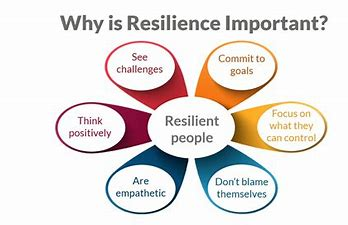 Why is Resilience Important?
See
challenges
Commit to
goals
Think
positively
Resilient
people
Focus on
what they
can control
Are
empathetic
Don't blame
themselves